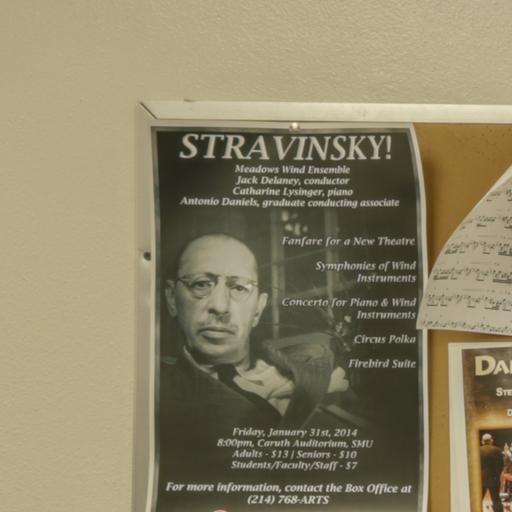 STRAVINSKY!
Meadows Wind Ensemble
Jack Delaney, conductor
Catharine Lysinger, piano
Antonio Daniels, graduate conducting associate
Fanfare for a New Theatre
Symphonies of Wind
Instruments
Concerto for Piano & Wind
Instruments
Circus Polka
Firebird Suite
Friday, January 31st, 2014
8:00pm, Caruth Auditorium, SMU
Adults - $13 | Seniors - $10
Students/Faculty/Staff - $7
For more information, contact the Box Office at
(214) 768-ARTS